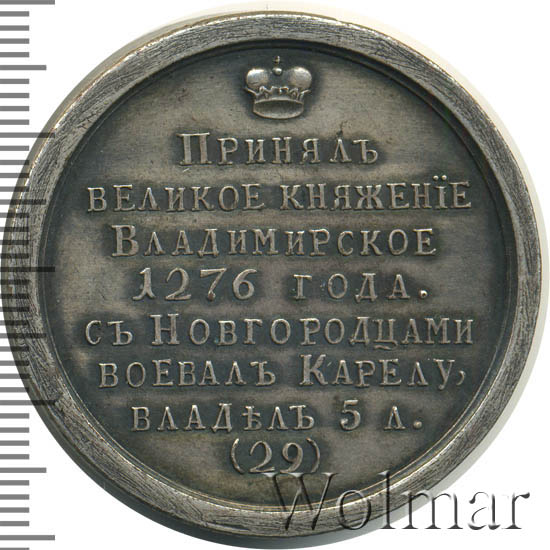 Принялъ
великое княженiе
Владимирское
1276 года.
съ Новгородцами
воевалъ Карелу,
владѣлъ 5 л.
(29)
Wolmar